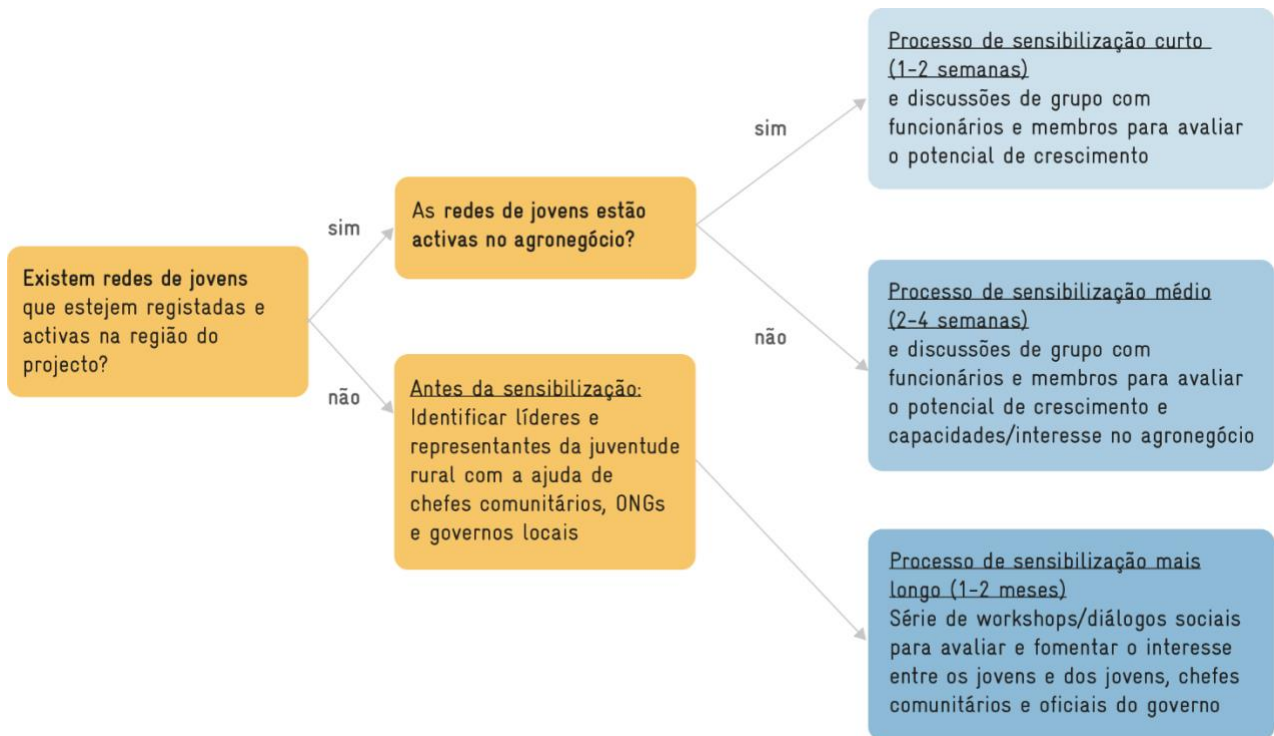 Existem redes de jovens
que estejem registadas e
activas na região do
projecto?
sim
não
As redes de jovens estão
activas no agronegócio?
Antes da sensibilização:
Identificar líderes e
representantes da juventude
rural com a ajuda de
chefes comunitários, ONGs
e governos locais
sim
não
Processo de sensibilização curto
(1-2 semanas)
e discussões de grupo com
funcionários e membros para avaliar
o potencial de crescimento
Processo de sensibilização médio
(2-4 semanas)
e discussões de grupo com
funcionários e membros para avaliar
o potencial de crescimento e
capacidades/interesse no agronegócio
Processo de sensibilização mais
longo (1-2 meses)
Série de workshops/diálogos sociais
para avaliar e fomentar o interesse
entre os jovens e dos jovens, chefes
comunitários e oficiais do governo